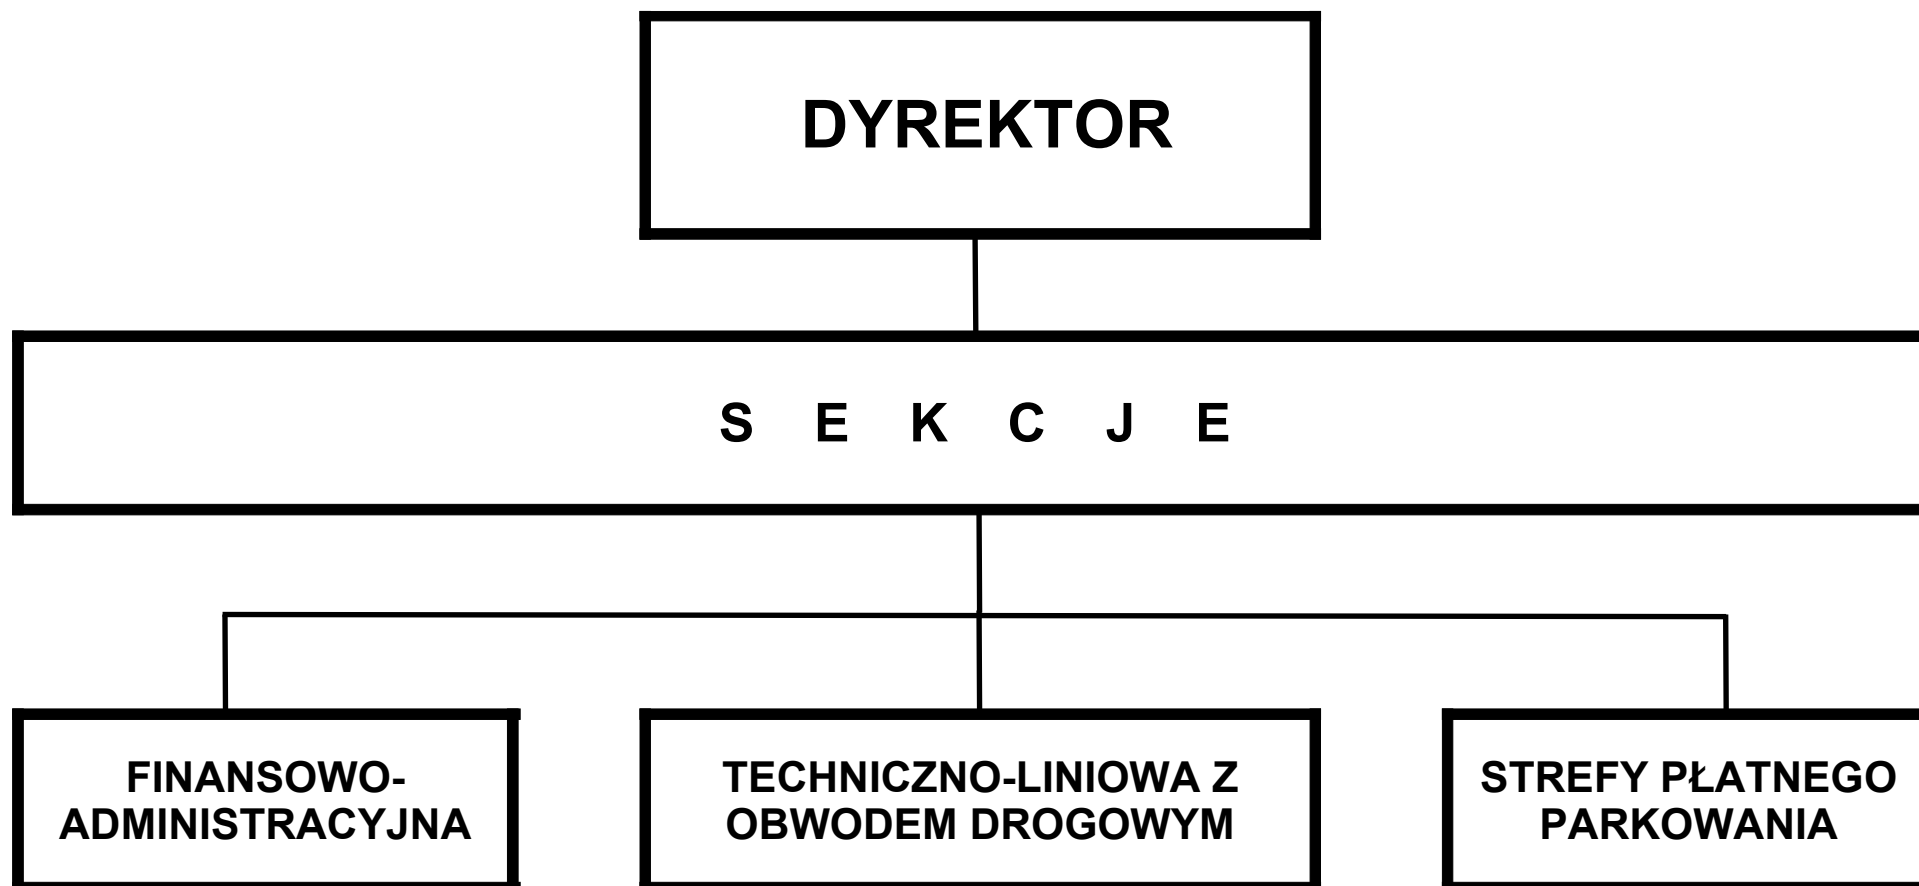 DYREKTOR
S E K C J E
FINANSOWO-
ADMINISTRACYJNA
TECHNICZNO-LINIOWA Z
OBWODEM DROGOWYM
STREFY PŁATNEGO
PARKOWANIA